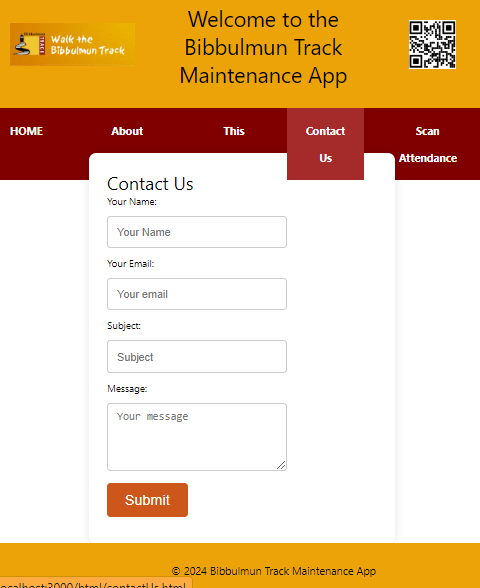 Welcome to the
Bibbulmun Track
Maintenance App
Bibbulmun
Walk the
Bibbulmun Track
HOME
About
This
Contact
Us
Scan
Attendance
Contact Us
Your Name:
Your Name
Your Email:
Your email
Subject:
Subject
Message:
Your message
Submit
© 2024 Bibbulmun Track Maintenance App
localhost:3000/html/contactUs.html